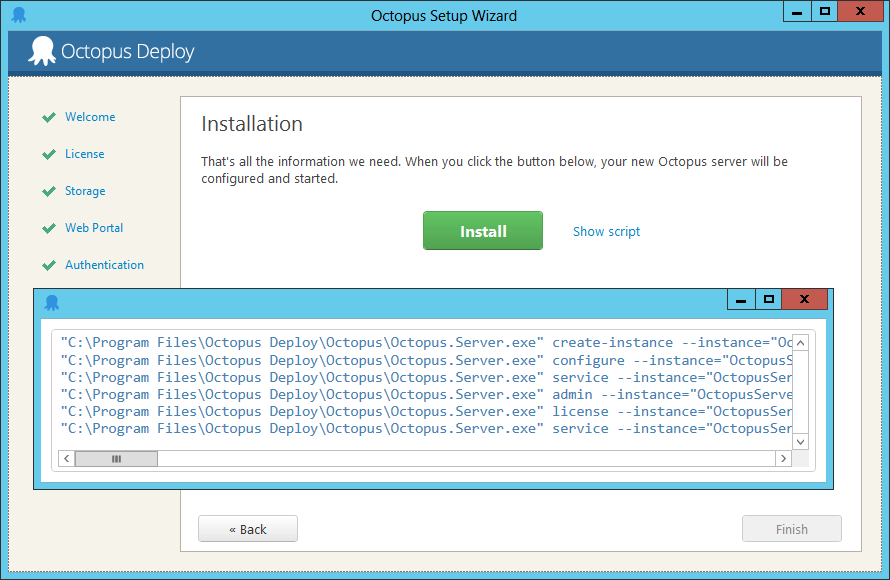 Octopus Setup Wizard
Octopus Deploy
Welcome
License
Storage
Web Portal
Authentication
Installation
That's all the information we need. When you click the button below, your new Octopus server will be
configured and started.
Install
Show script
"C:\Program Files\Octopus Deploy\Octopus\Octopus.Server.exe" create-instance --instance="Oc
"C:\Program Files\Octopus Deploy\Octopus\Octopus.Server.exe" configure --instance="OctopusS
"C:\Program Files\Octopus Deploy\Octopus\Octopus.Server.exe" service --instance="OctopusSer
"C:\Program Files\Octopus Deploy\Octopus\Octopus.Server.exe" admin --instance="OctopusServe
"C:\Program Files\Octopus Deploy\Octopus\Octopus.Server.exe" license --instance="OctopusSer
"C:\Program Files\Octopus Deploy\Octopus\Octopus.Server.exe" service --instance="OctopusSer
« Back
Finish